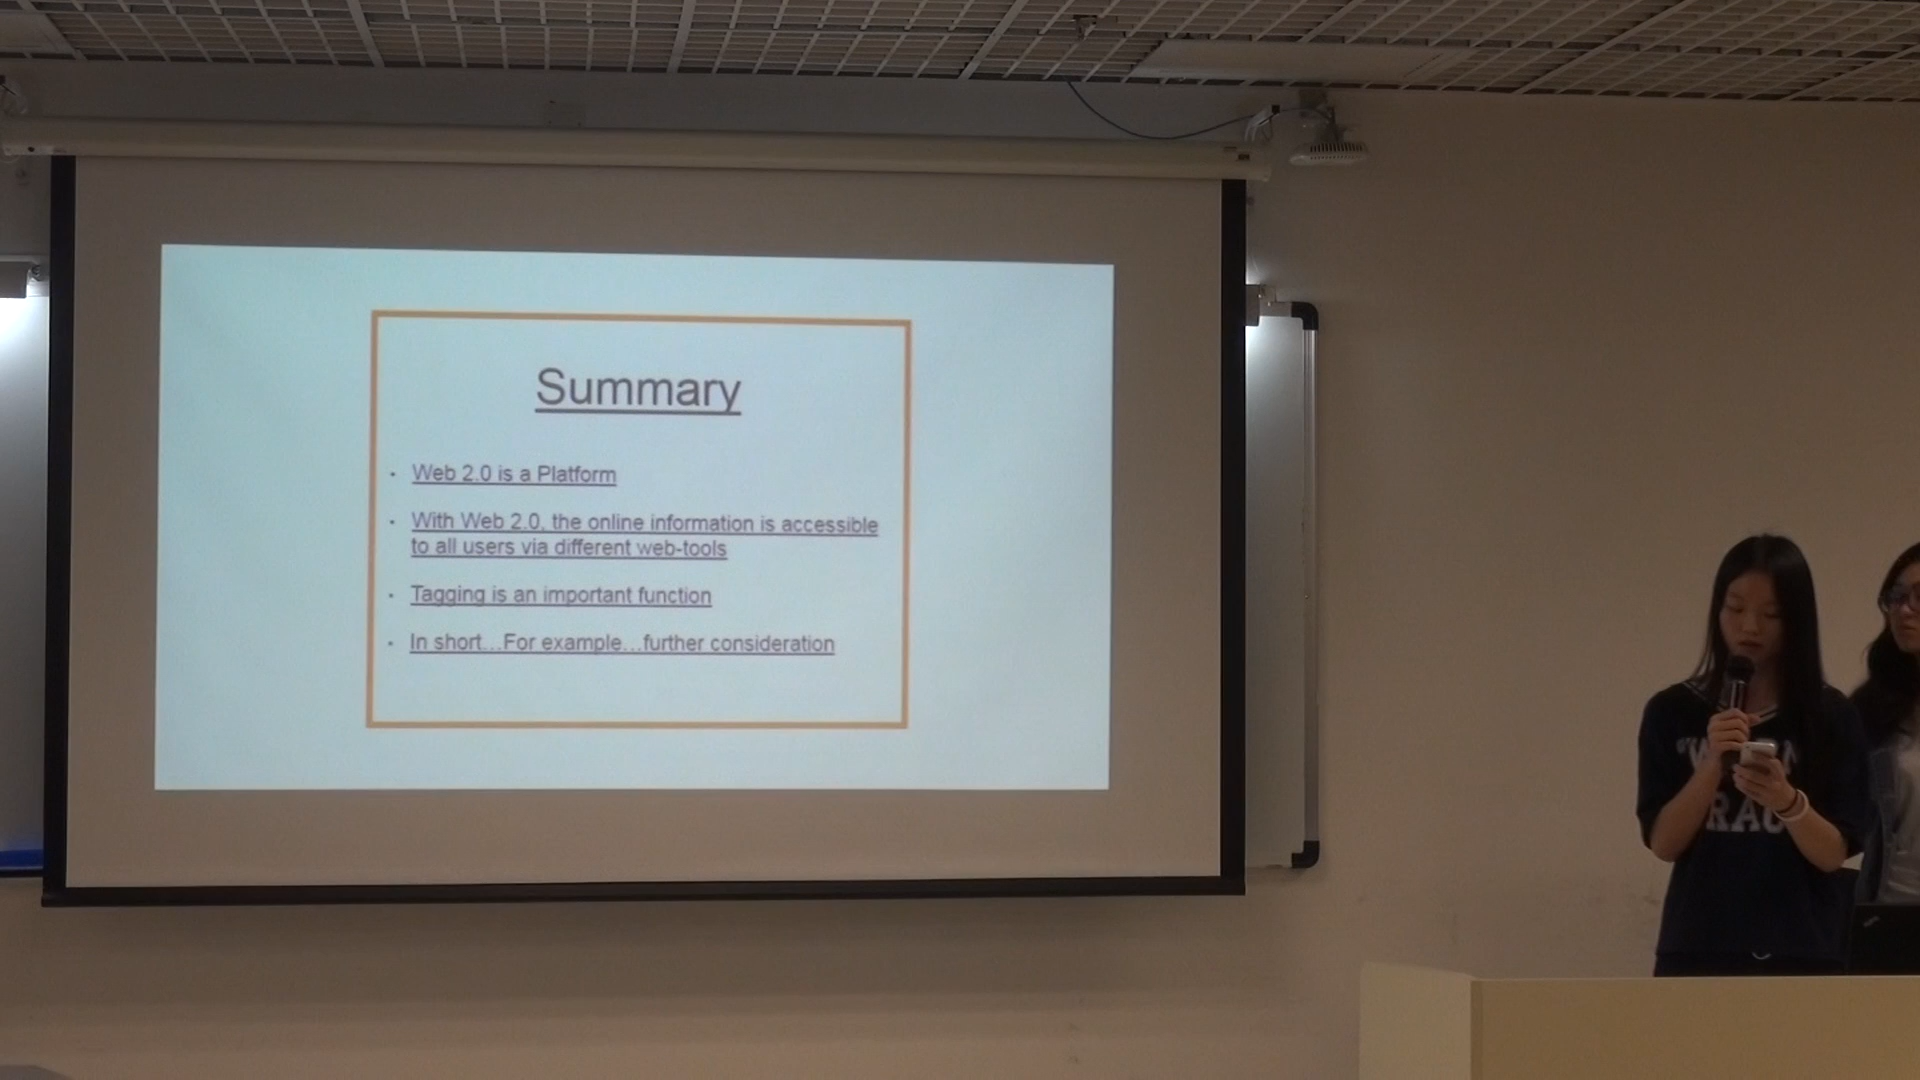 Summary
• Web 2.0 is a Platform
• With Web 2.0, the online information is accessible
to all users via different web-tools
• Tagging is an important function
• In short...For example...further consideration